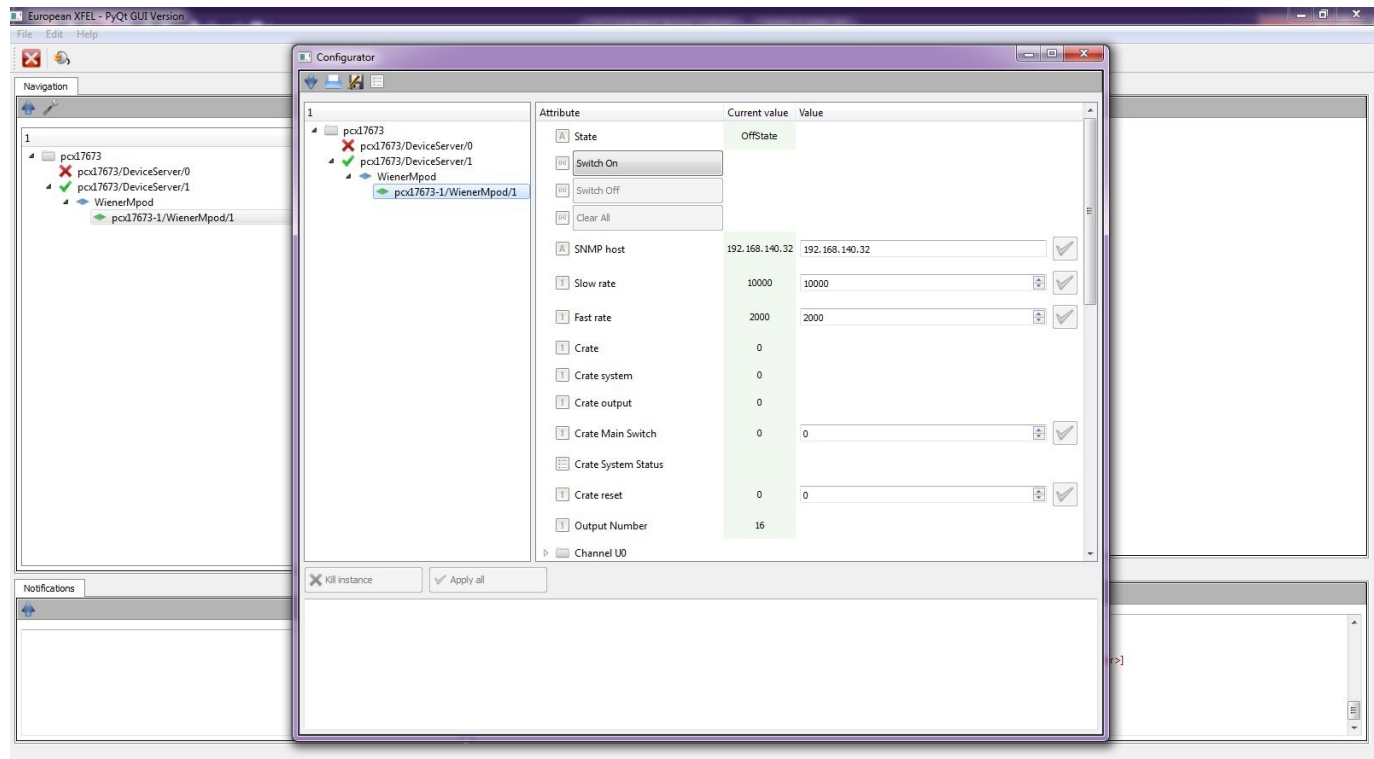 European XFEL - PyQt GUI Version
File Edit Help
Navigation
1
pcx17673
pcx17673/DeviceServer/0
pcx17673/DeviceServer/1
WienerMpod
pcx17673-1/WienerMpod/1
Notifications
Configurator
1
pcx17673
pcx17673/DeviceServer/0
pcx17673/DeviceServer/1
WienerMpod
pcx17673-1/WienerMpod/1
Attribute Current value Value
State OffState
Switch On
Switch Off
Clear All
SNMP host 192.168.140.32 192.168.140.32
Slow rate 10000 10000
Fast rate 2000 2000
Crate 0
Crate system 0
Crate output 0
Crate Main Switch 0 0
Crate System Status
Crate reset 0 0
Output Number 16
Channel U0
Kill instance Apply all
r>]